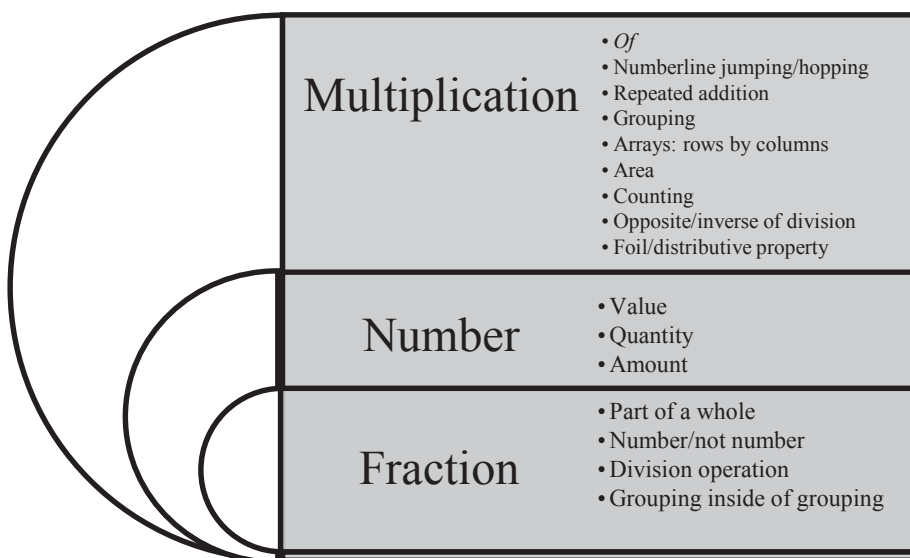 Multiplication
• Of
• Numberline jumping/hopping
• Repeated addition
• Grouping
• Arrays: rows by columns
• Area
• Counting
• Opposite/inverse of division
• Foil/distributive property
Number
• Value
• Quantity
• Amount
Fraction
• Part of a whole
• Number/not number
• Division operation
• Grouping inside of grouping